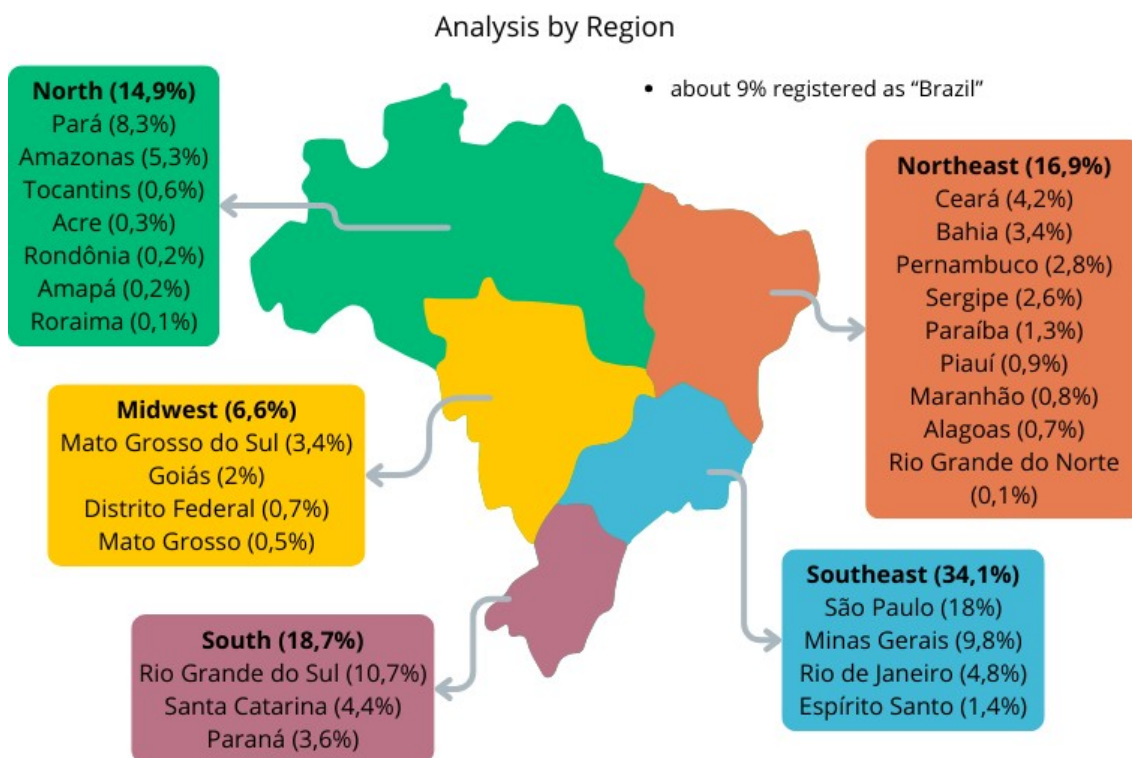 Analysis by Region
• about 9% registered as “Brazil”
North (14,9%)
Pará (8,3%)
Amazonas (5,3%)
Tocantins (0,6%)
Acre (0,3%)
Rondônia (0,2%)
Amapá (0,2%)
Roraima (0,1%)
Northeast (16,9%)
Ceará (4,2%)
Bahia (3,4%)
Pernambuco (2,8%)
Sergipe (2,6%)
Paraíba (1,3%)
Piauí (0,9%)
Maranhão (0,8%)
Alagoas (0,7%)
Rio Grande do Norte
(0,1%)
Midwest (6,6%)
Mato Grosso do Sul (3,4%)
Goiás (2%)
Distrito Federal (0,7%)
Mato Grosso (0,5%)
Southeast (34,1%)
São Paulo (18%)
Minas Gerais (9,8%)
Rio de Janeiro (4,8%)
Espírito Santo (1,4%)
South (18,7%)
Rio Grande do Sul (10,7%)
Santa Catarina (4,4%)
Paraná (3,6%)